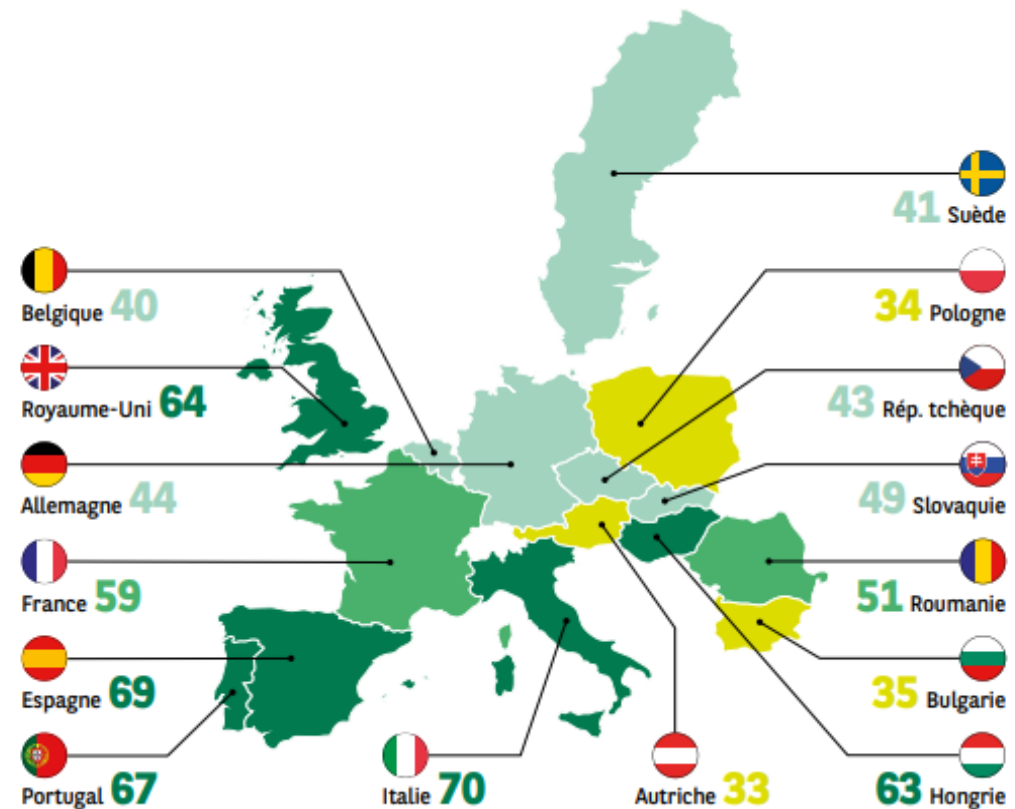 41 Suède
Belgique 40
34 Pologne
Royaume-Uni 64
43 Rép. tchèque
Allemagne 44
49 Slovaquie
France 59
51 Roumanie
Espagne 69
35 Bulgarie
Portugal 67
Italie 70
Autriche 33
63 Hongrie